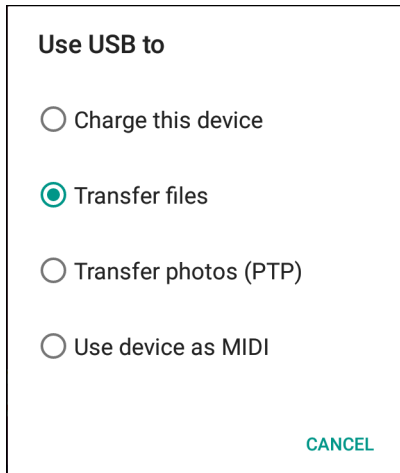 Use USB to
Charge this device
Transfer files
Transfer photos (PTP)
Use device as MIDI
CANCEL